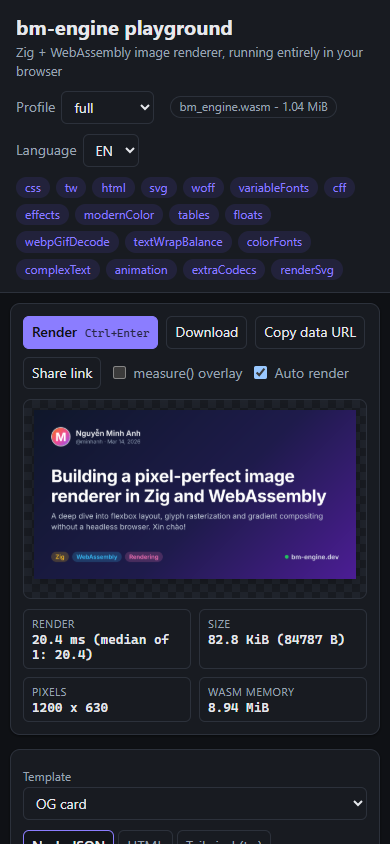 bm-engine playground
Zig + WebAssembly image renderer, running entirely in your
browser
Profile full bm_engine.wasm - 1.04 MiB
Language EN
css tw html svg woff variableFonts cff
effects modernColor tables floats
webpGifDecode textWrapBalance colorFonts
complexText animation extraCodecs renderSvg
Render Ctrl+Enter Download Copy data URL
Share link measure() overlay Auto render
M Nguyễn Minh Anh
@minhanh · Mar 14, 2026
Building a pixel-perfect image
renderer in Zig and WebAssembly
A deep dive into flexbox layout, glyph rasterization and gradient compositing
without a headless browser. Xin chào!
Zig WebAssembly Rendering bm-engine.dev
RENDER
20.4 ms (median of
1: 20.4)
SIZE
82.8 KiB (84787 B)
PIXELS
1200 x 630
WASM MEMORY
8.94 MiB
Template
OG card